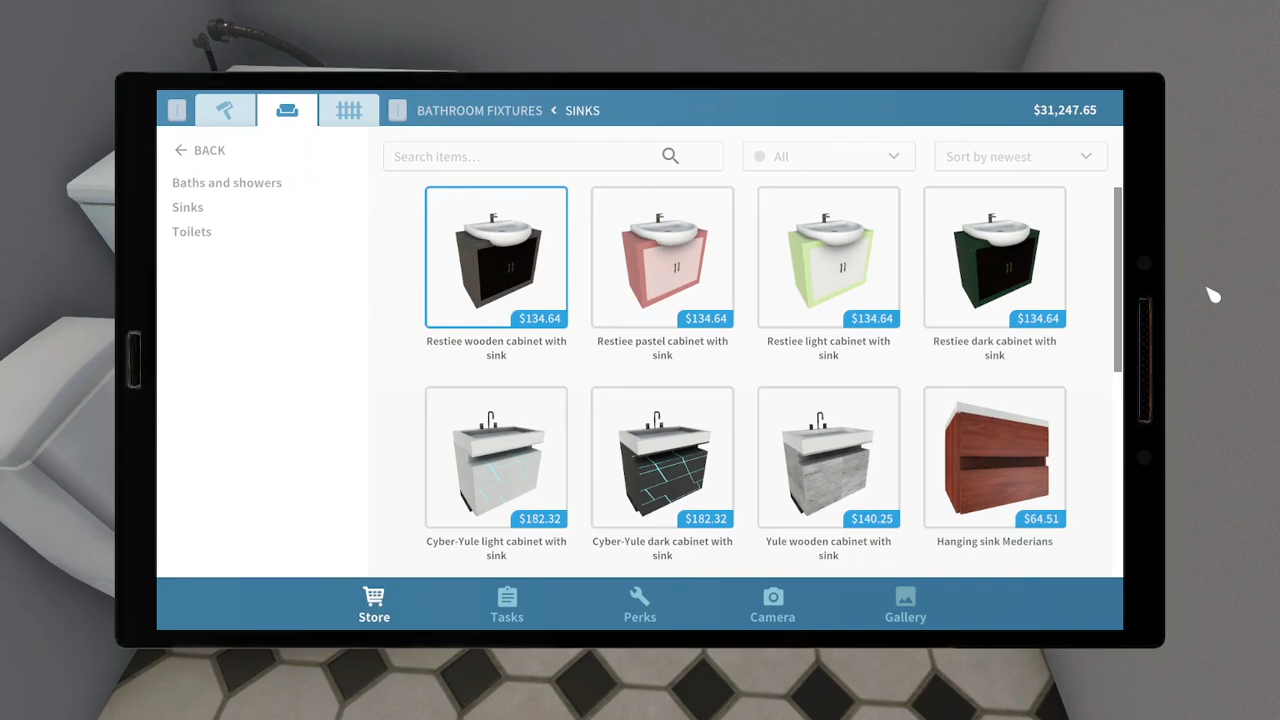 BATHROOM FIXTURES < SINKS
$31,247.65
BACK
Baths and showers
Sinks
Toilets
Search items...
All
Sort by newest
$134.64
$134.64
$134.64
$134.64
Restiee wooden cabinet with
sink
Restiee pastel cabinet with
sink
Restiee light cabinet with
sink
Restiee dark cabinet with
sink
$182.32
$182.32
$140.25
$64.51
Cyber-Yule light cabinet with
sink
Cyber-Yule dark cabinet with
sink
Yule wooden cabinet with
sink
Hanging sink Mederians
Store
Tasks
Perks
Camera
Gallery